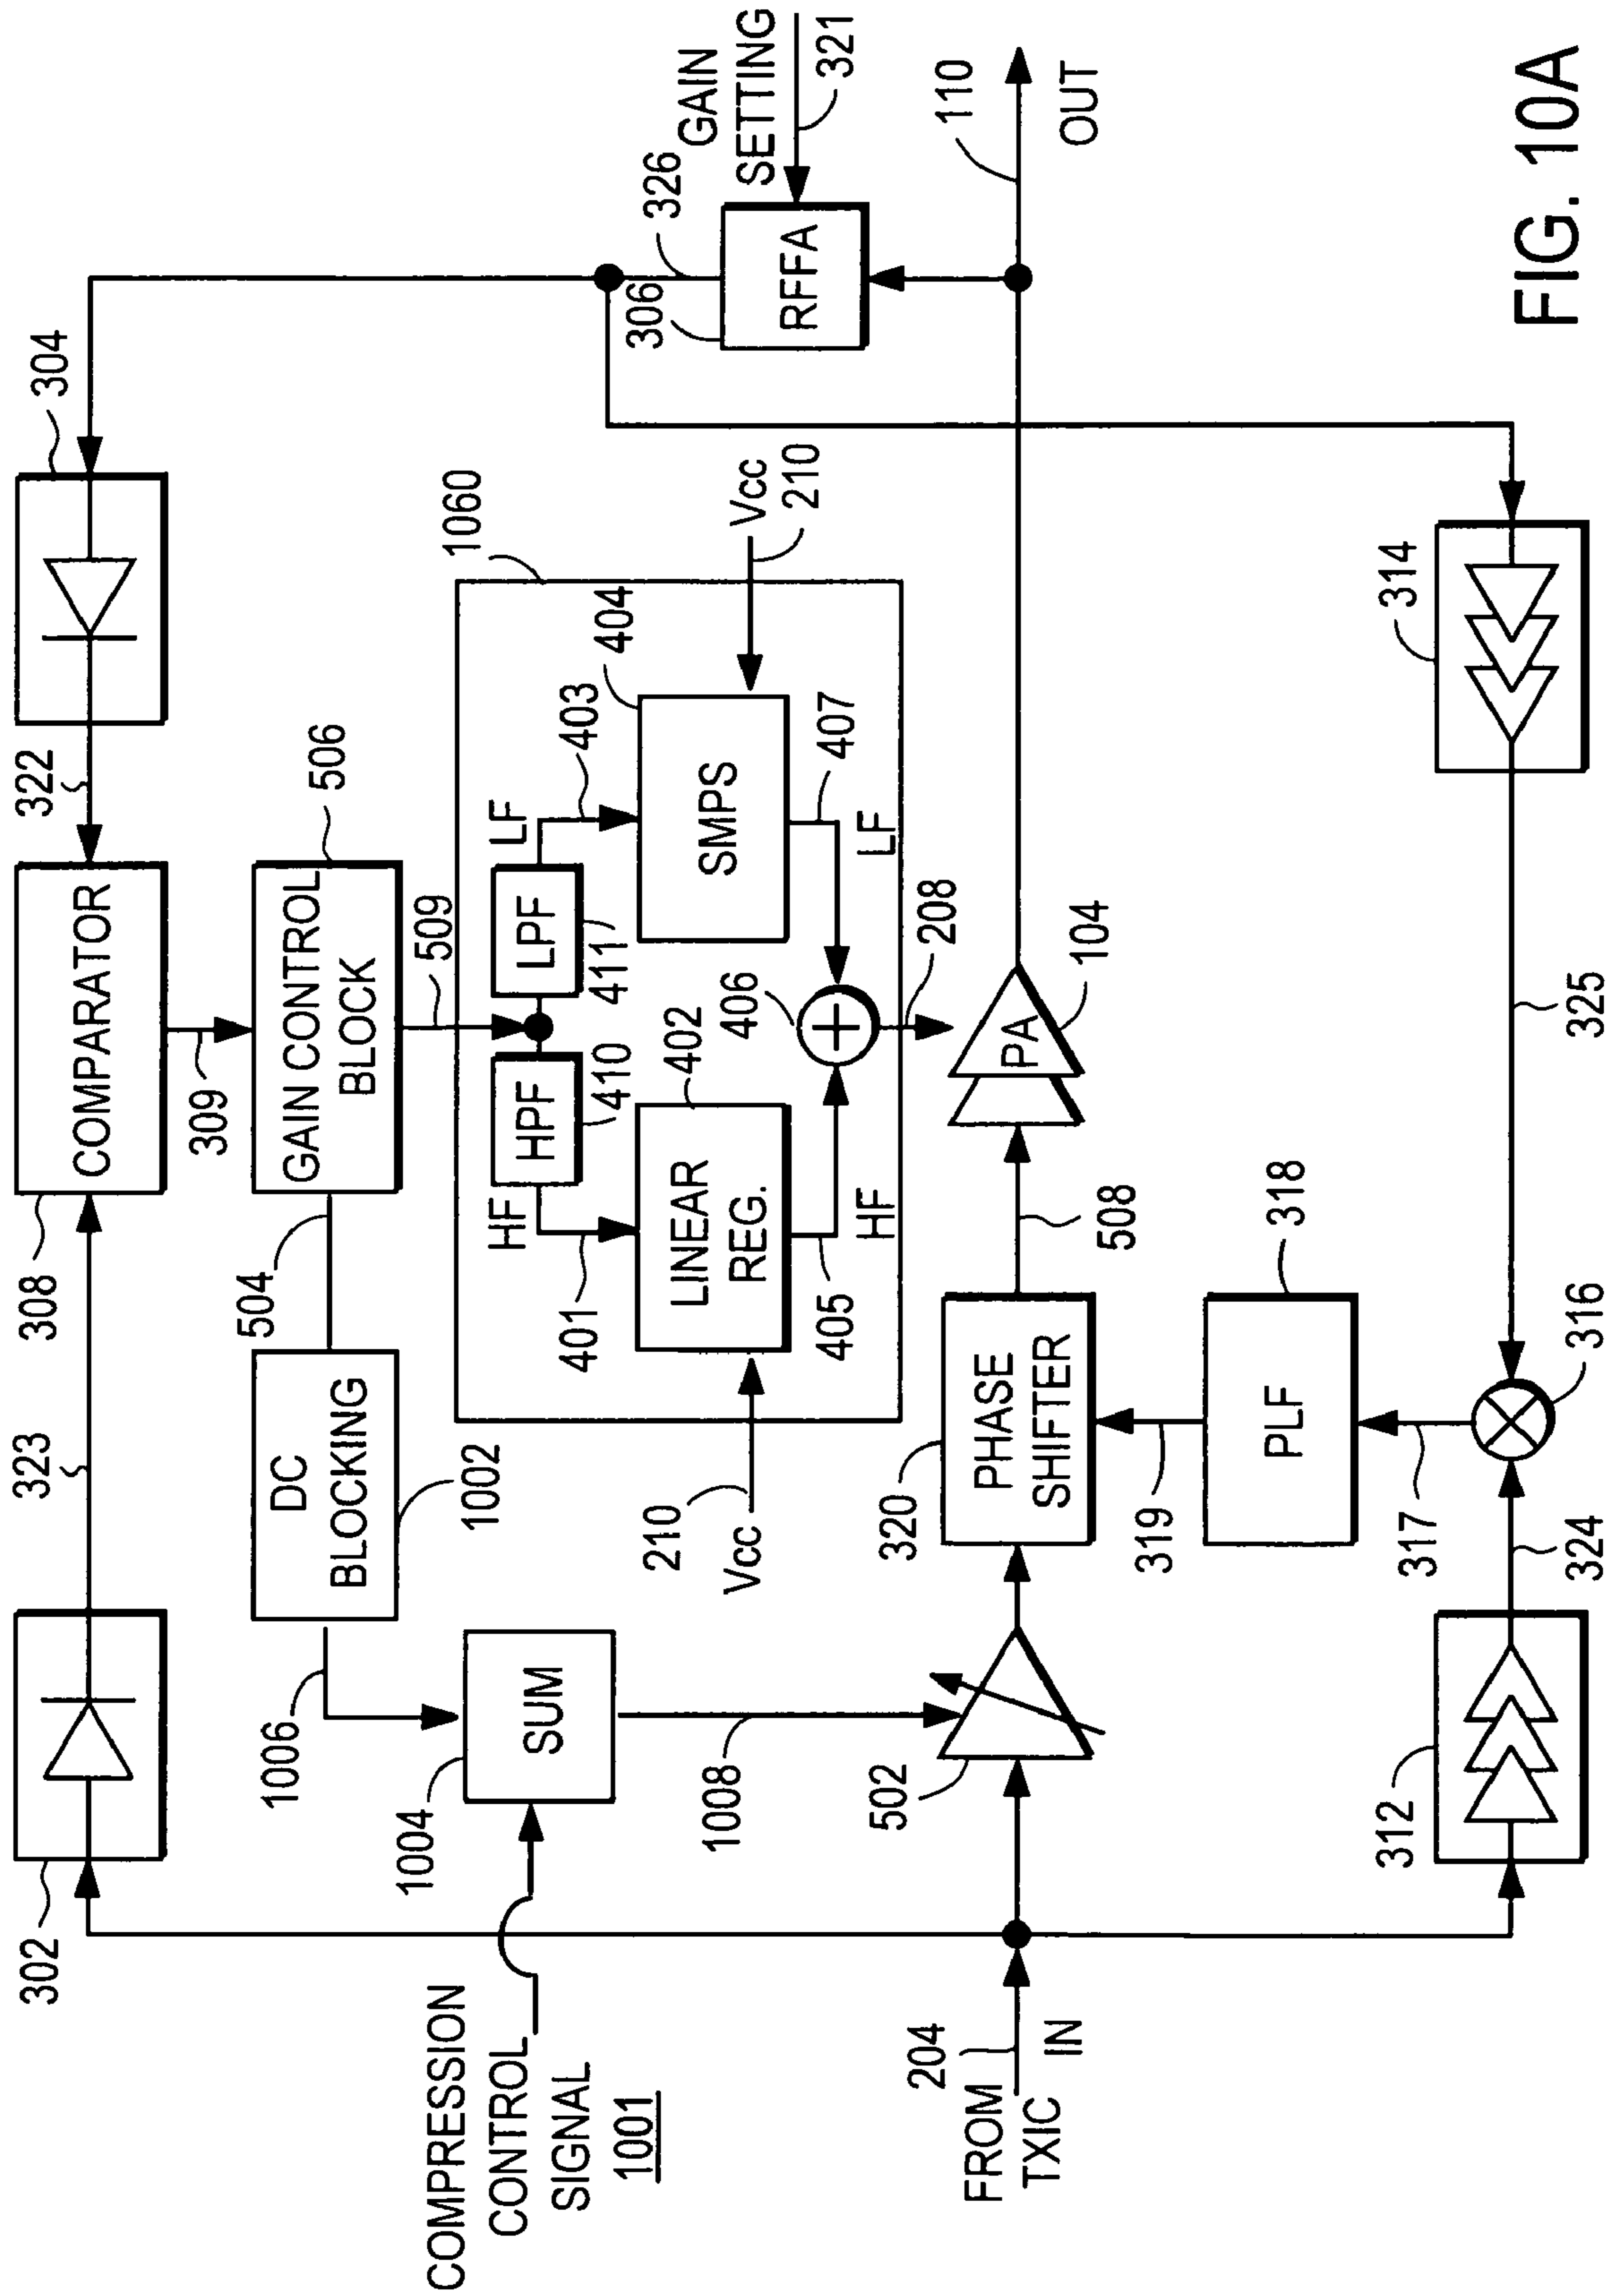 302
323
308
COMPARATOR
322
304
309
504
GAIN CONTROL
BLOCK
506
DC
BLOCKING
1002
1006
1004
SUM
COMPRESSION
CONTROL
SIGNAL
1001
1008
509
1060
HF
HPF
410
LPF
411
LF
401
LINEAR
REG.
402
403
404
SMPS
405
HF
406
407
LF
210
Vcc
Vcc
210
208
306
326
RFFA
GAIN
SETTING
321
204
FROM
TXIC
IN
502
320
PHASE
SHIFTER
508
PA
104
110
OUT
319
PLF
318
317
316
312
324
325
314
FIG. 10A